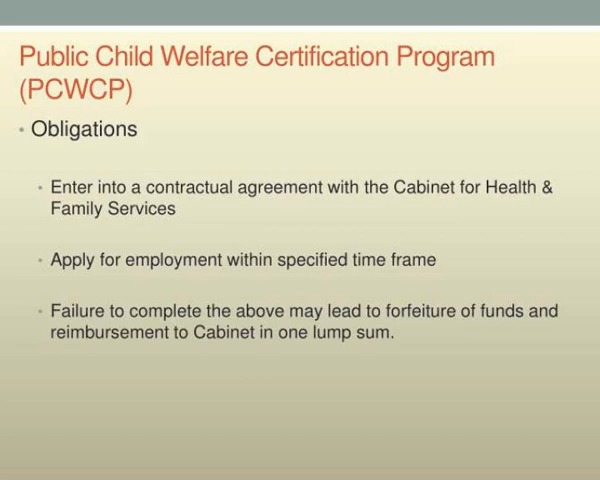 Public Child Welfare Certification Program
(PCWCP)
• Obligations
• Enter into a contractual agreement with the Cabinet for Health &
Family Services
• Apply for employment within specified time frame
• Failure to complete the above may lead to forfeiture of funds and
reimbursement to Cabinet in one lump sum.